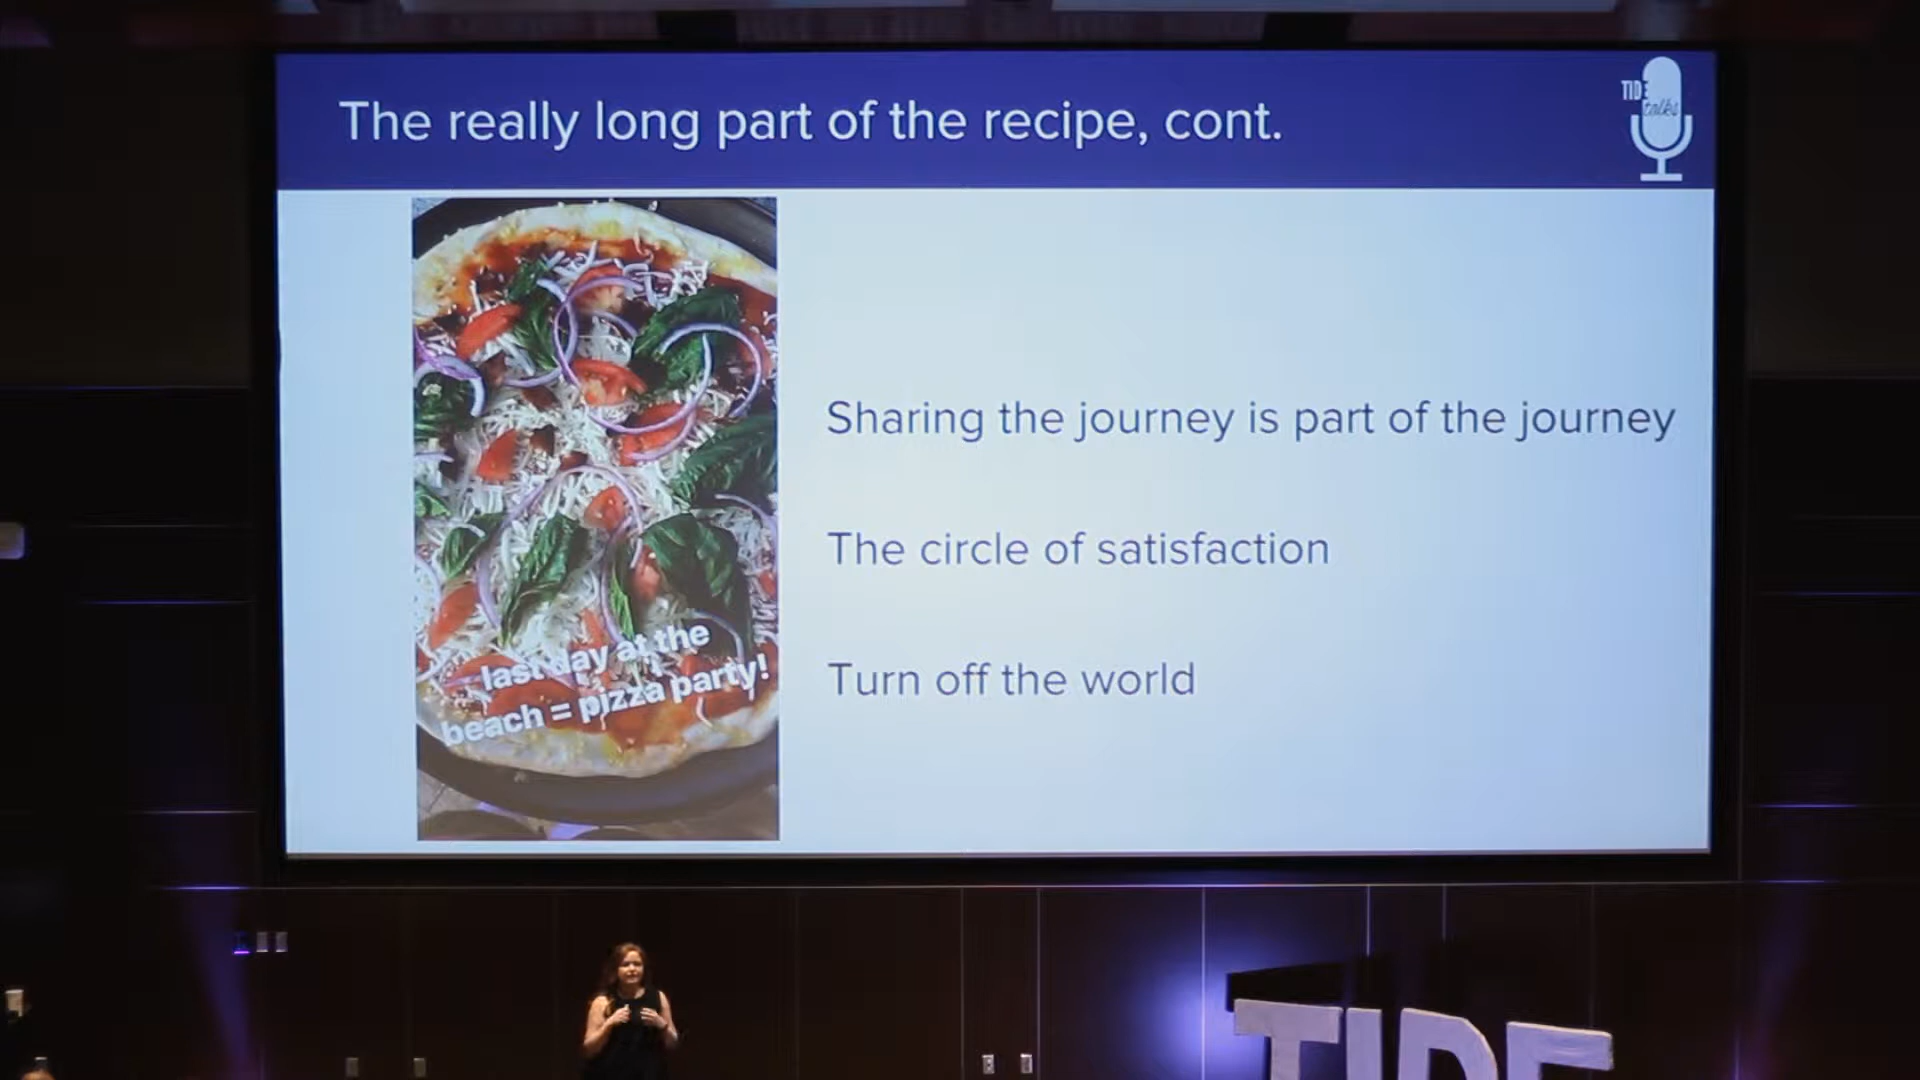 The really long part of the recipe, cont.
TIDE
talks
Sharing the journey is part of the journey
The circle of satisfaction
Turn off the world
last day at the
beach = pizza party!
TIDE